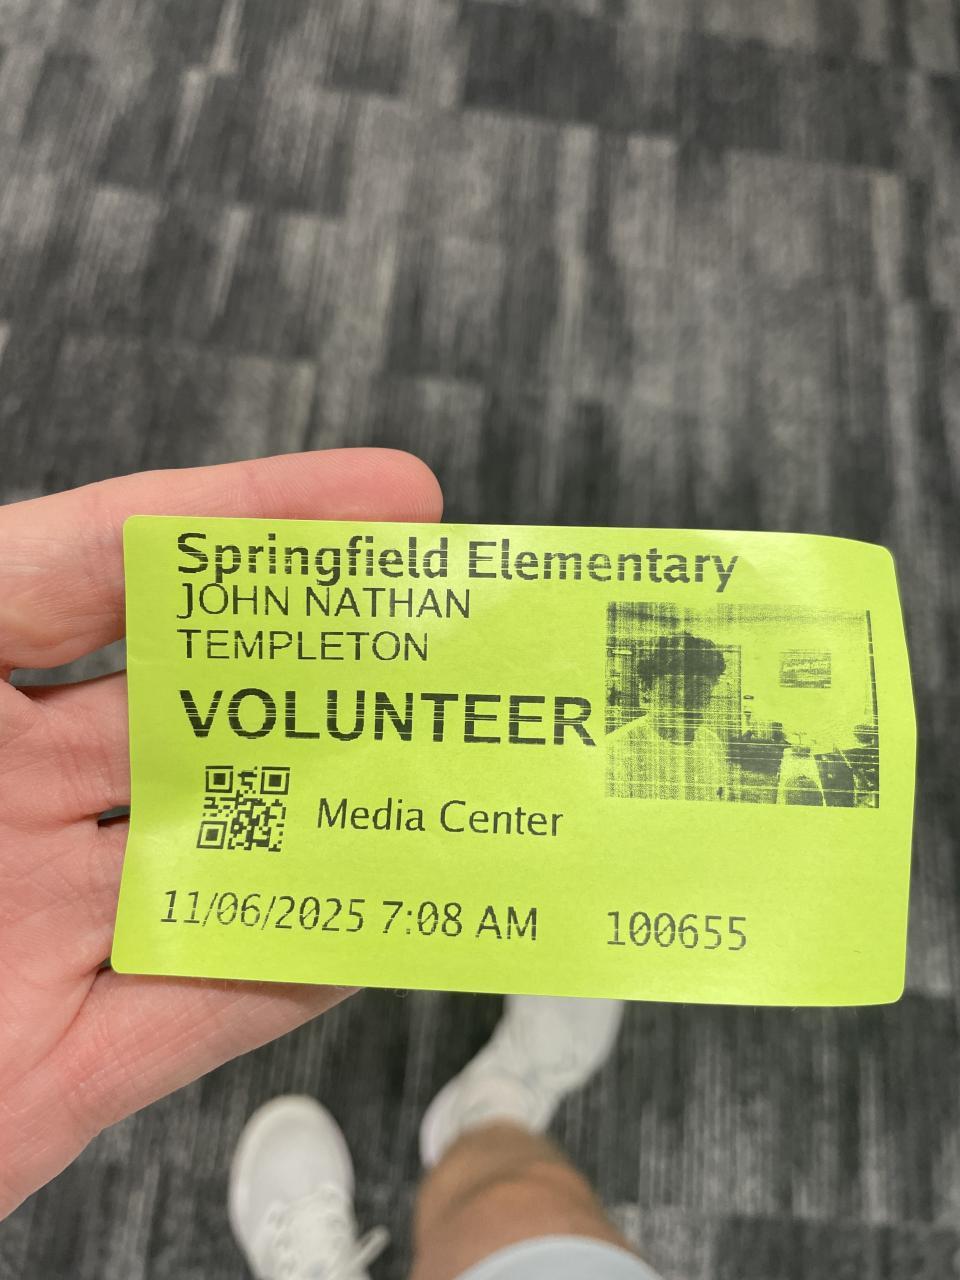 Springfield Elementary
JOHN NATHAN
TEMPLETON
VOLUNTEER
Media Center
11/06/2025 7:08 AM 100655